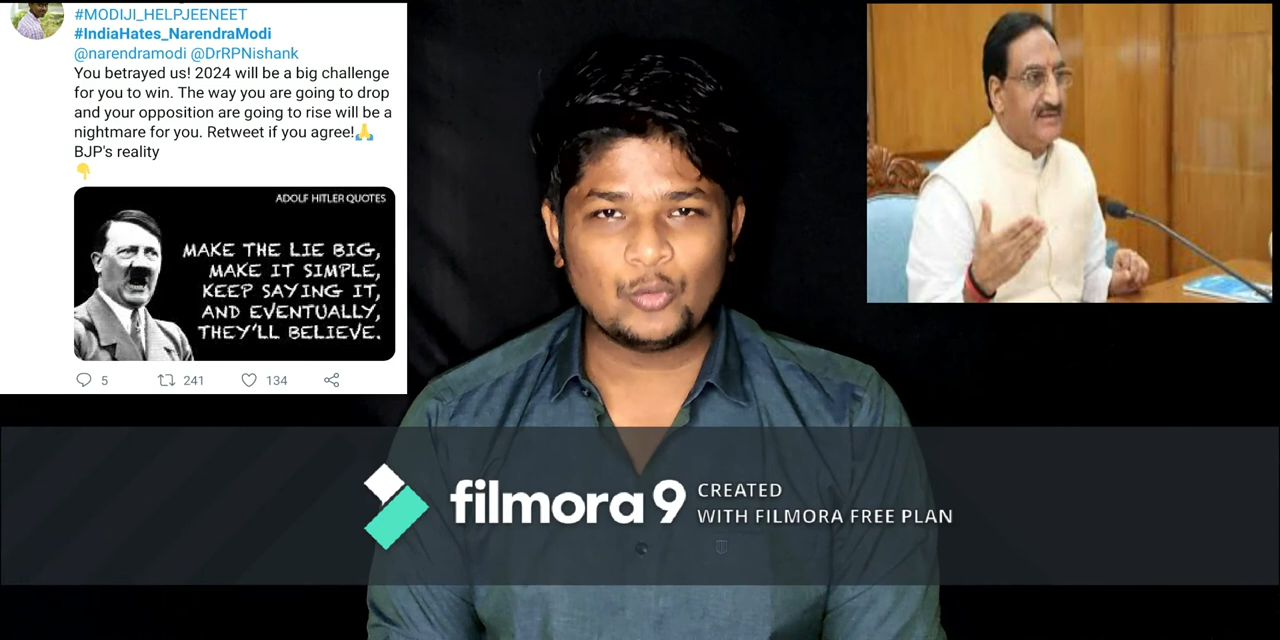 #MODIJI_HELPJEENEET
#IndiaHates_NarendraModi
@narendramodi @DrRPNishank
You betrayed us! 2024 will be a big challenge
for you to win. The way you are going to drop
and your opposition are going to rise will be a
nightmare for you. Retweet if you agree!🙏
BJP's reality
👇
ADOLF HITLER QUOTES
MAKE THE LIE BIG,
MAKE IT SIMPLE,
KEEP SAYING IT,
AND EVENTUALLY,
THEY'LL BELIEVE.
5 241 134
filmora 9
CREATED
WITH FILMORA FREE PLAN